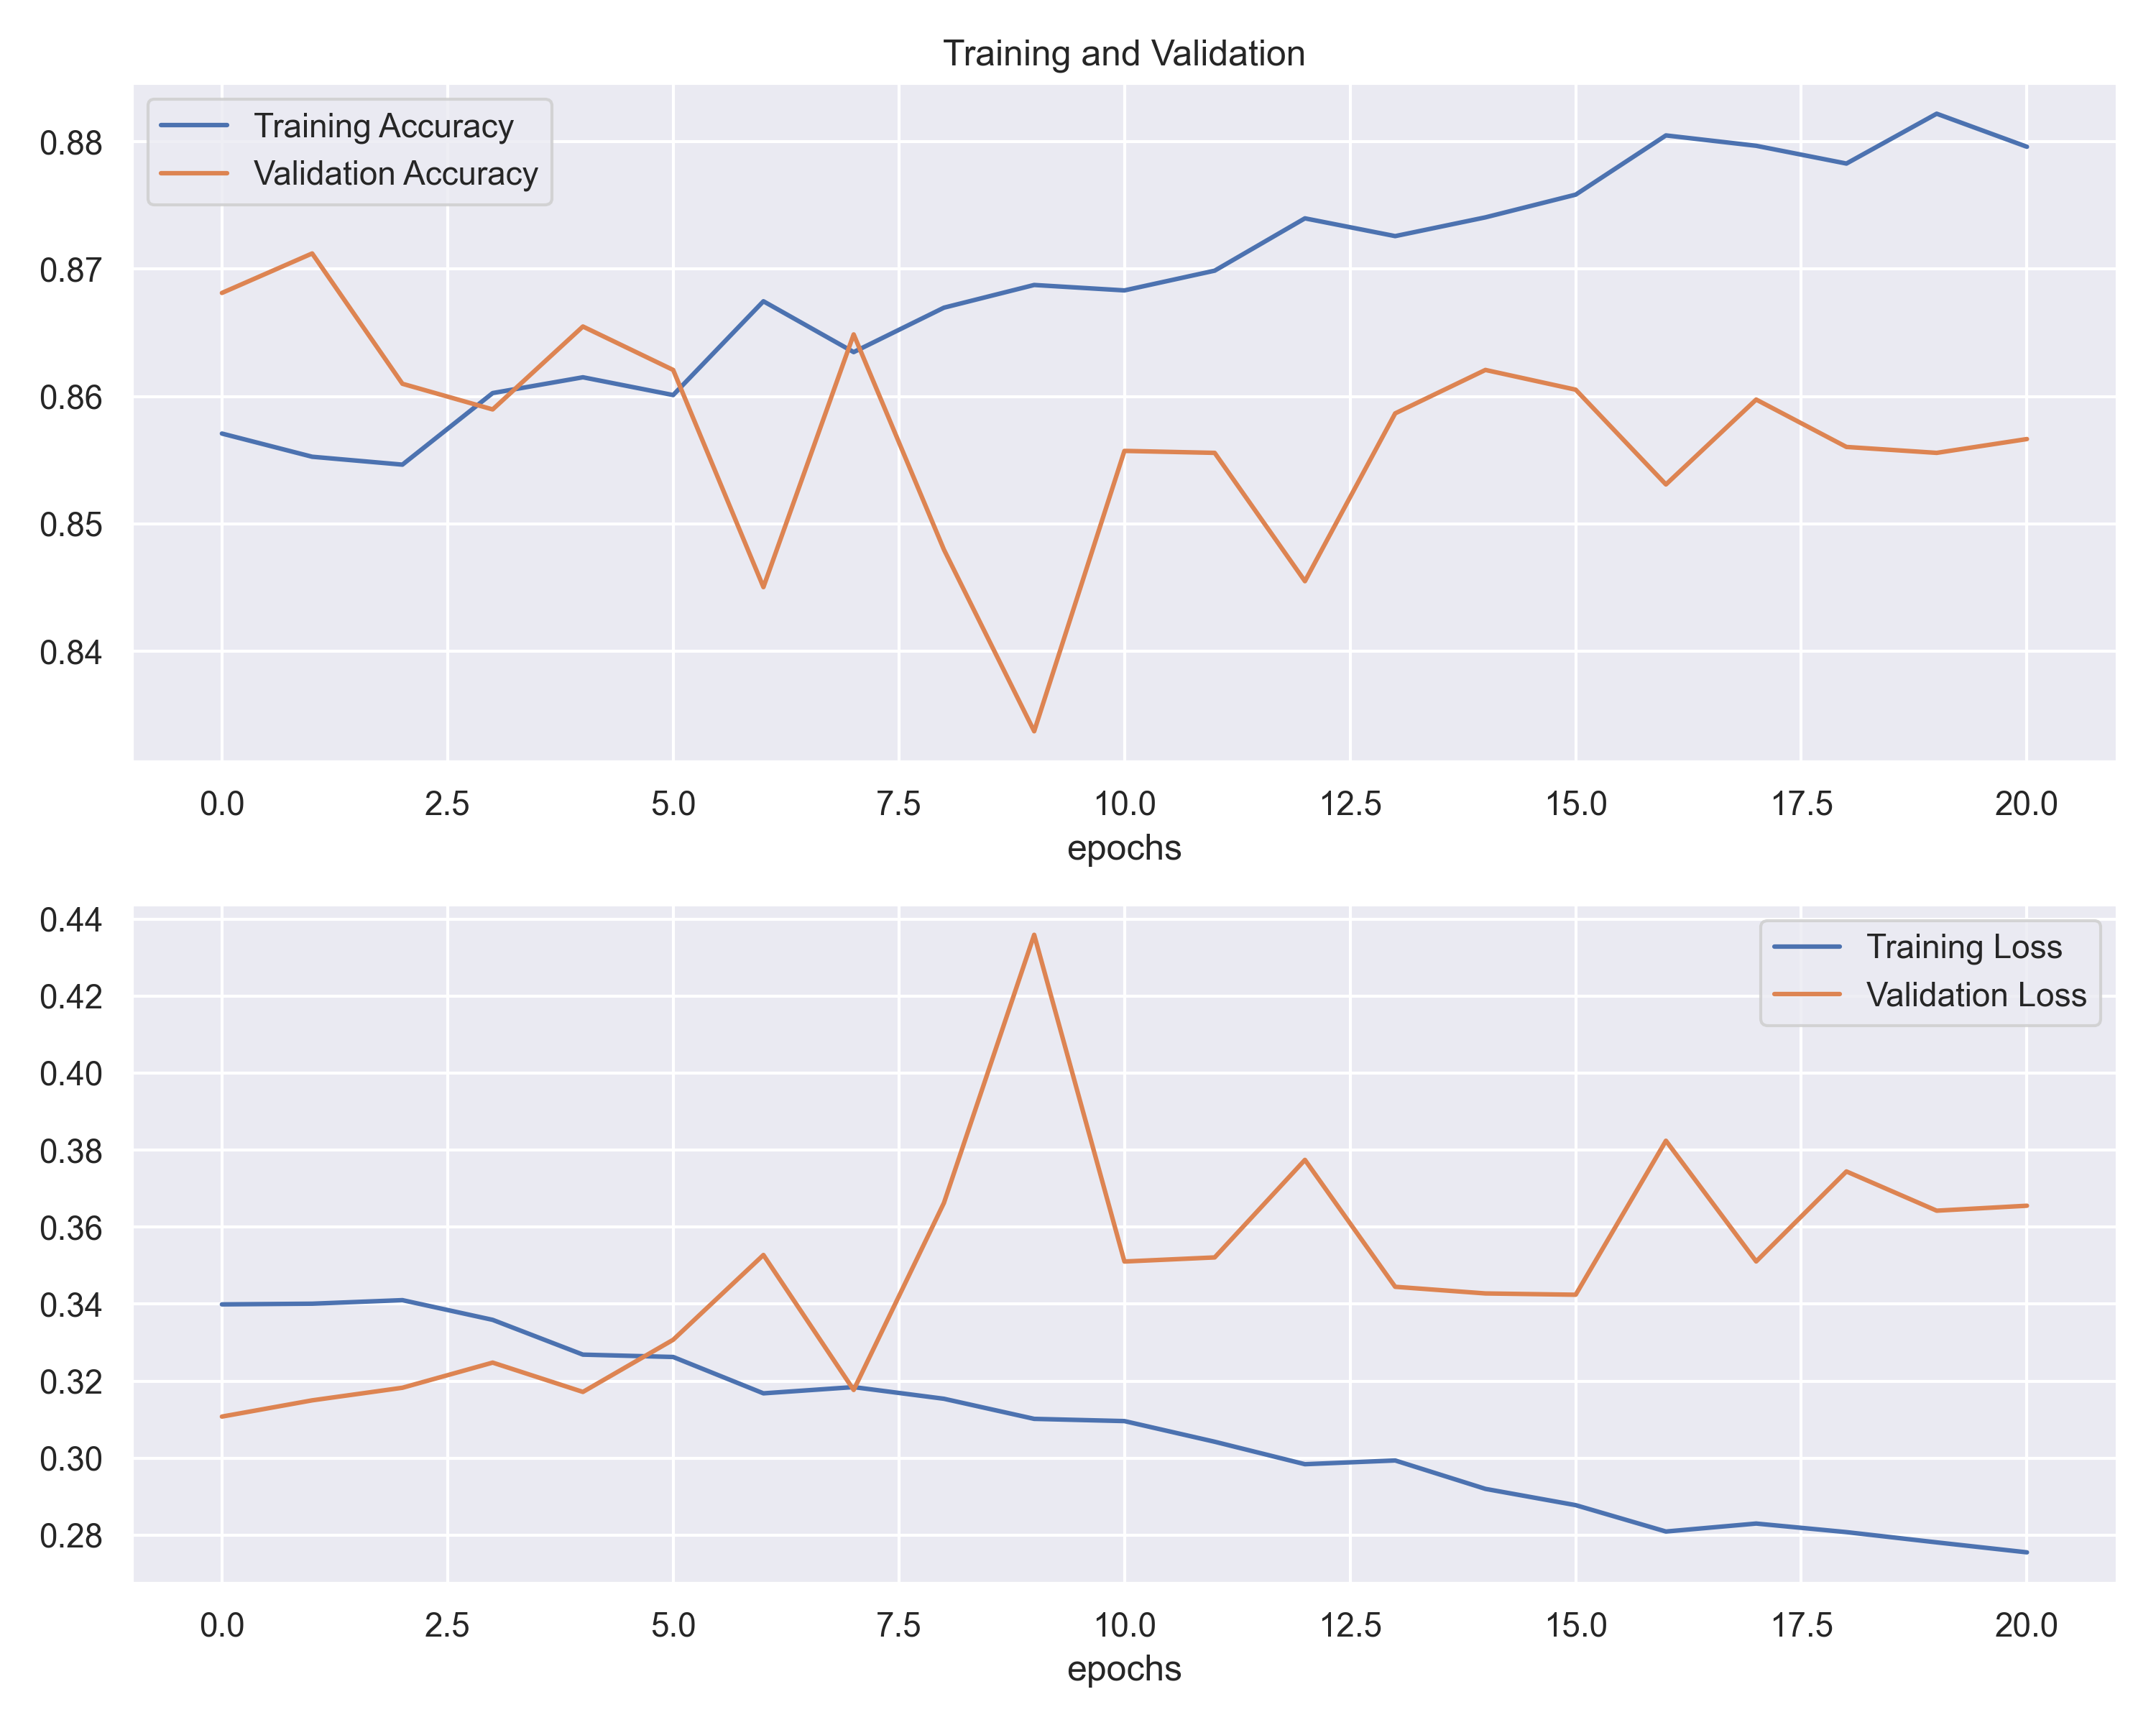 Training and Validation
Training Accuracy
Validation Accuracy
0.88
0.87
0.86
0.85
0.84
0.0 2.5 5.0 7.5 10.0 12.5 15.0 17.5 20.0
epochs
Training Loss
Validation Loss
0.44
0.42
0.40
0.38
0.36
0.34
0.32
0.30
0.28
0.0 2.5 5.0 7.5 10.0 12.5 15.0 17.5 20.0
epochs